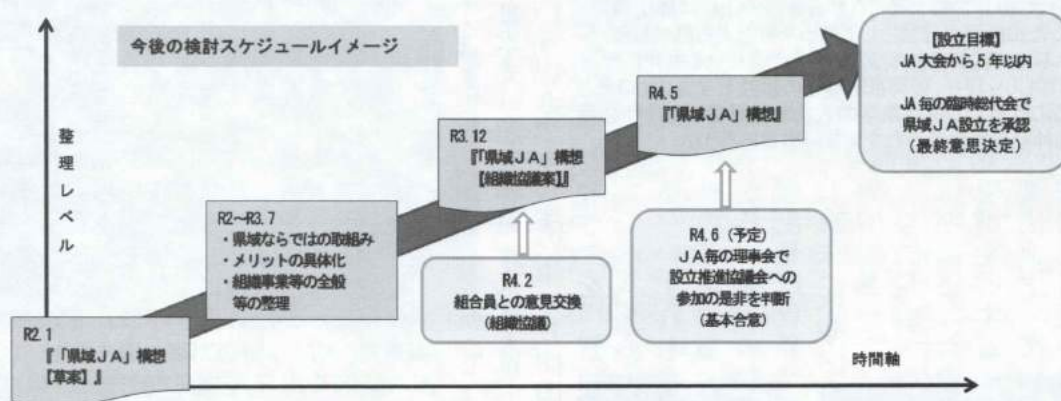 今後の検討スケジュールイメージ
整理レベル
R2.1
『「県域JA」構想
【草案】』
R2～R3.7
・県域ならではの取組み
・メリットの具体化
・組織事業等の全般
等の整理
R3.12
『「県域JA」構想
【組織協議案】』
R4.2
組合員との意見交換
（組織協議）
R4.5
『「県域JA」構想』
R4.6（予定）
JA毎の理事会で
設立推進協議会への
参加の是非を判断
（基本合意）
【設立目標】
JA大会から5年以内
JA毎の臨時総代会で
県域JA設立を承認
（最終意思決定）
時間軸